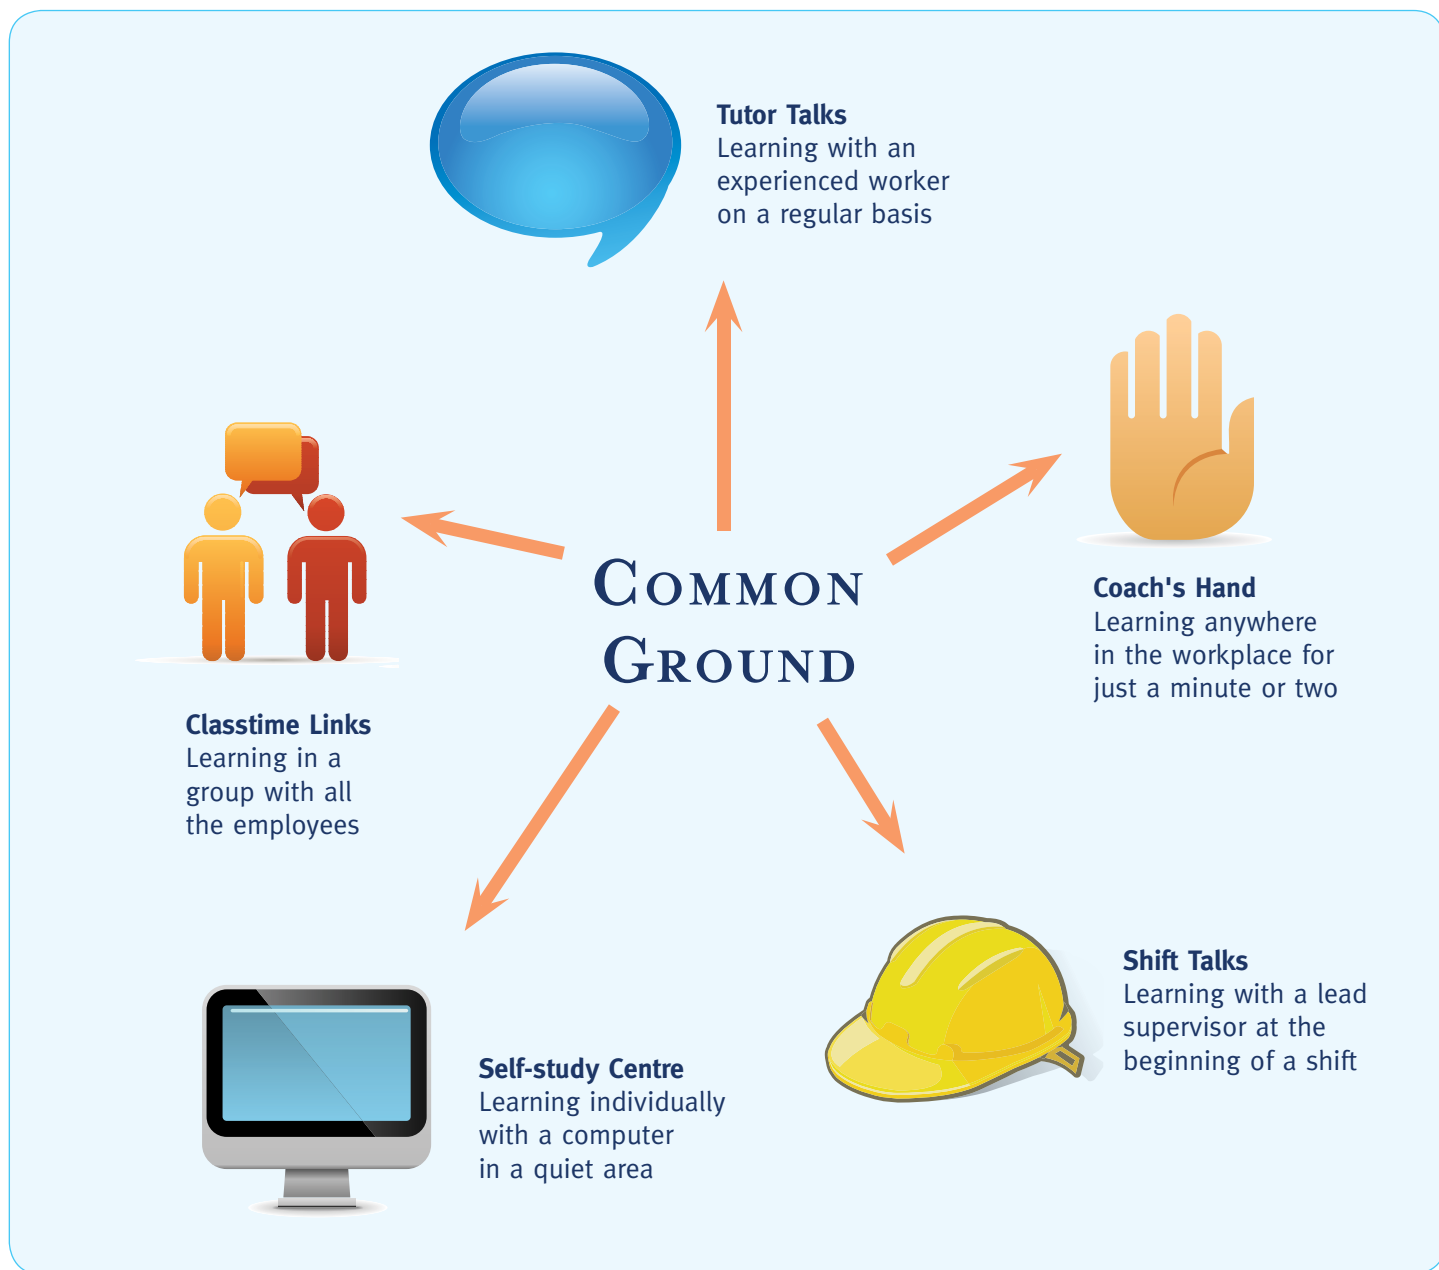 Tutor Talks
Learning with an
experienced worker
on a regular basis
Coach's Hand
Learning anywhere
in the workplace for
just a minute or two
COMMON
GROUND
Classtime Links
Learning in a
group with all
the employees
Shift Talks
Learning with a lead
supervisor at the
beginning of a shift
Self-study Centre
Learning individually
with a computer
in a quiet area